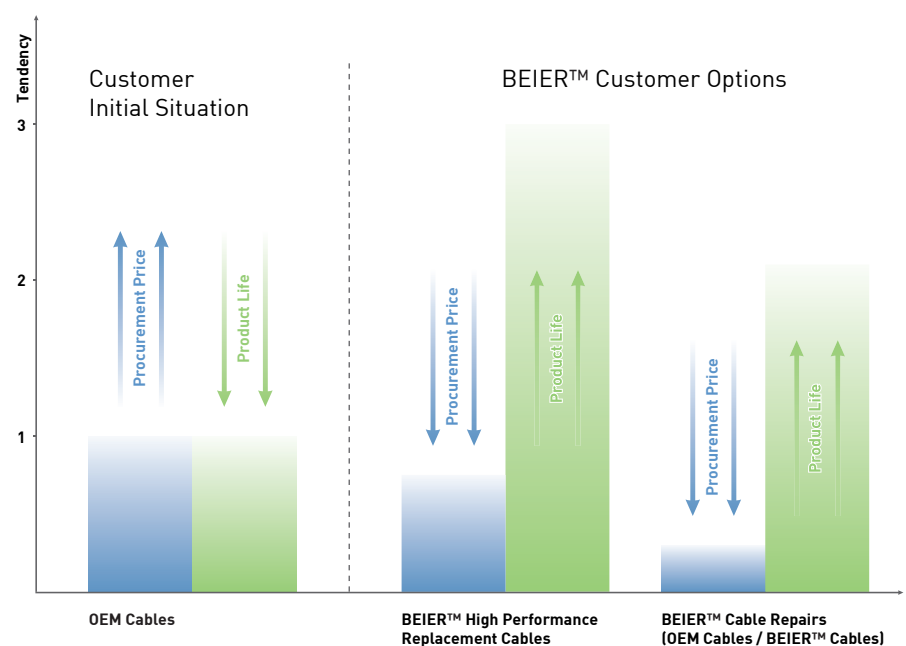 Tendency
3
2
1
Customer
Initial Situation
BEIER™ Customer Options
Procurement Price
Product Life
Procurement Price
Product Life
Procurement Price
Product Life
OEM Cables
BEIER™ High Performance
Replacement Cables
BEIER™ Cable Repairs
(OEM Cables / BEIER™ Cables)